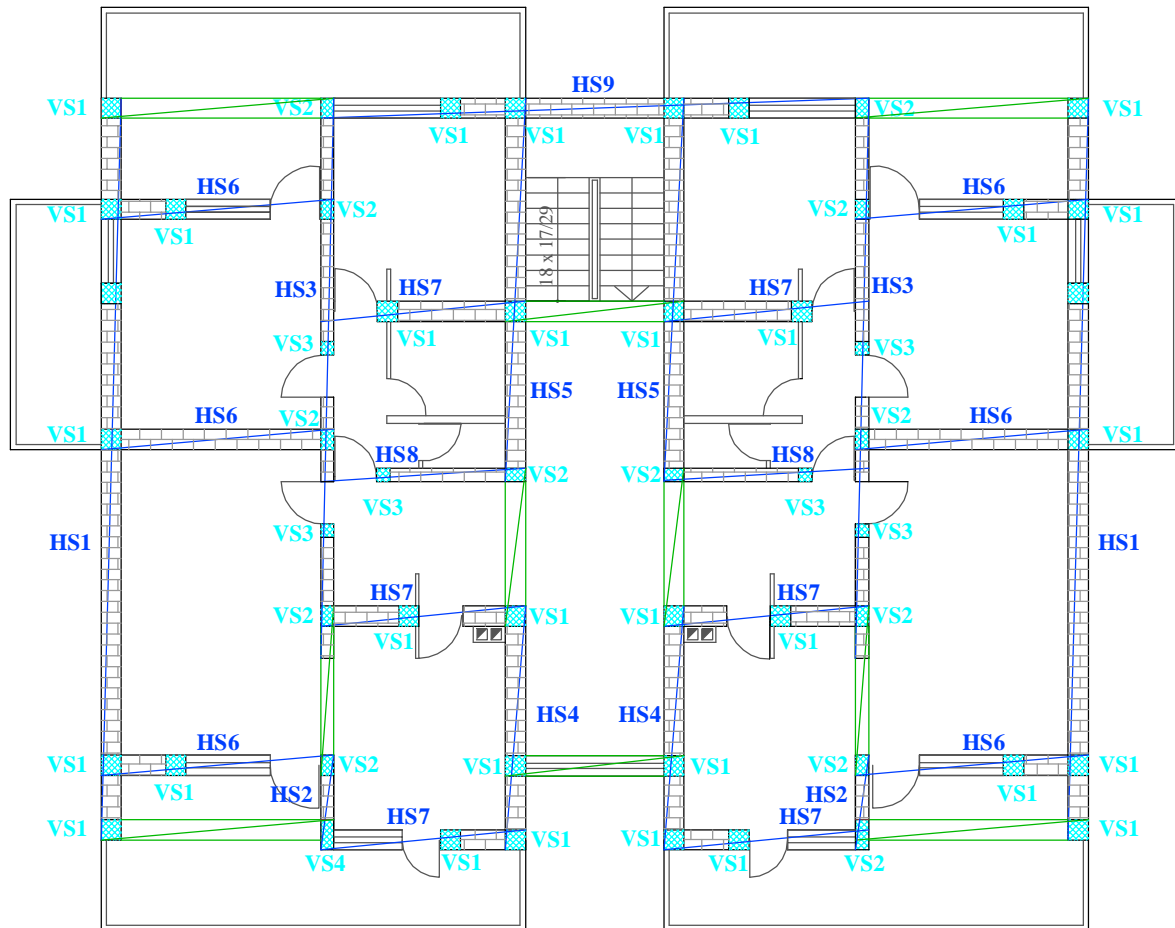 HS9
VS1 VS2 VS2 VS1
VS1 VS1 VS1 VS1
HS6 HS6
VS1 VS2 VS2 VS1
VS1 VS1
18 x 17/29
HS3 HS7 HS7 HS3
VS1 VS1 VS1 VS1
VS3 VS3
HS5 HS5
VS1 HS6 VS2 VS2 HS6 VS1
HS8 HS8
VS2 VS2
VS3 VS3
VS3 VS3
HS1 HS1
HS7 HS7
VS2 VS1 VS1 VS2
VS1 VS1
HS4 HS4
HS6 HS6
VS1 VS2 VS1 VS1 VS2 VS1
VS1 HS2 HS2 VS1
HS7 HS7
VS1 VS1 VS1 VS1
VS4 VS1 VS1 VS2